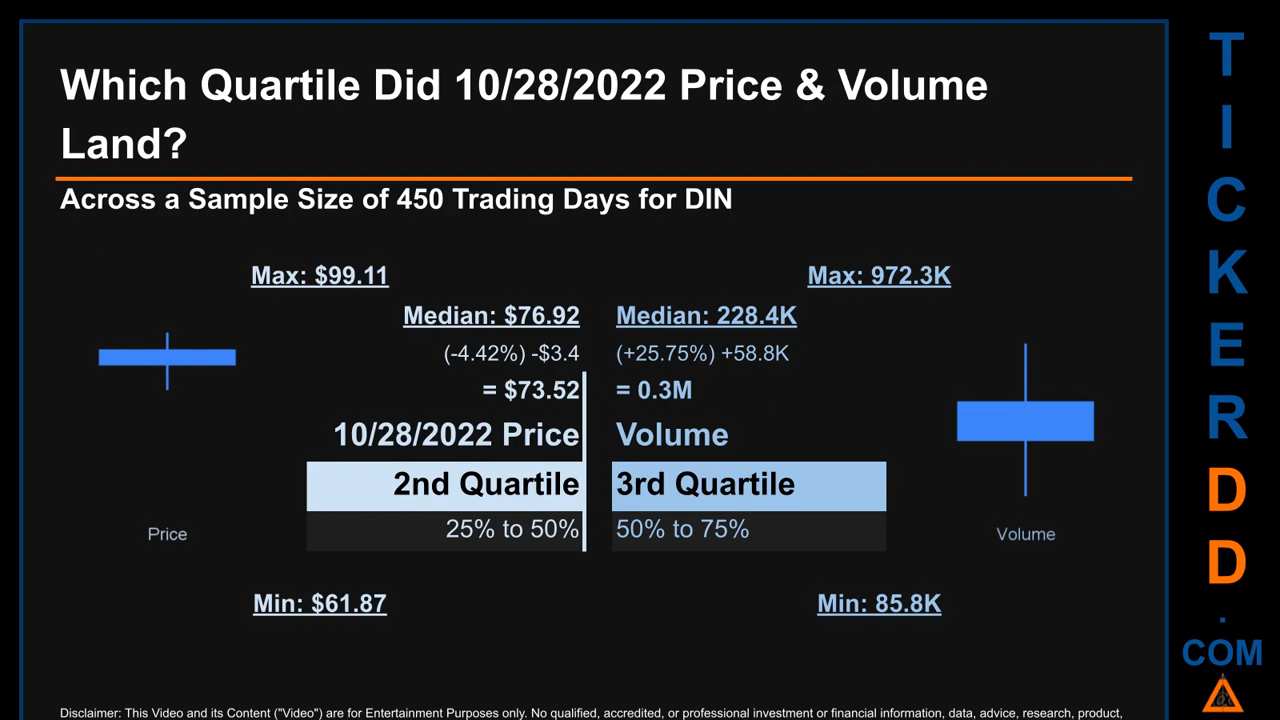 Which Quartile Did 10/28/2022 Price & Volume
Land?
Across a Sample Size of 450 Trading Days for DIN
Max: $99.11
Max: 972.3K
Median: $76.92
Median: 228.4K
(-4.42%) -$3.4
(+25.75%) +58.8K
= $73.52
= 0.3M
10/28/2022 Price
Volume
2nd Quartile
3rd Quartile
25% to 50%
50% to 75%
Price
Volume
Min: $61.87
Min: 85.8K
Disclaimer: This Video and its Content ("Video") are for Entertainment Purposes only. No qualified, accredited, or professional investment or financial information, data, advice, research, product,
T
I
C
K
E
R
D
D
.
COM